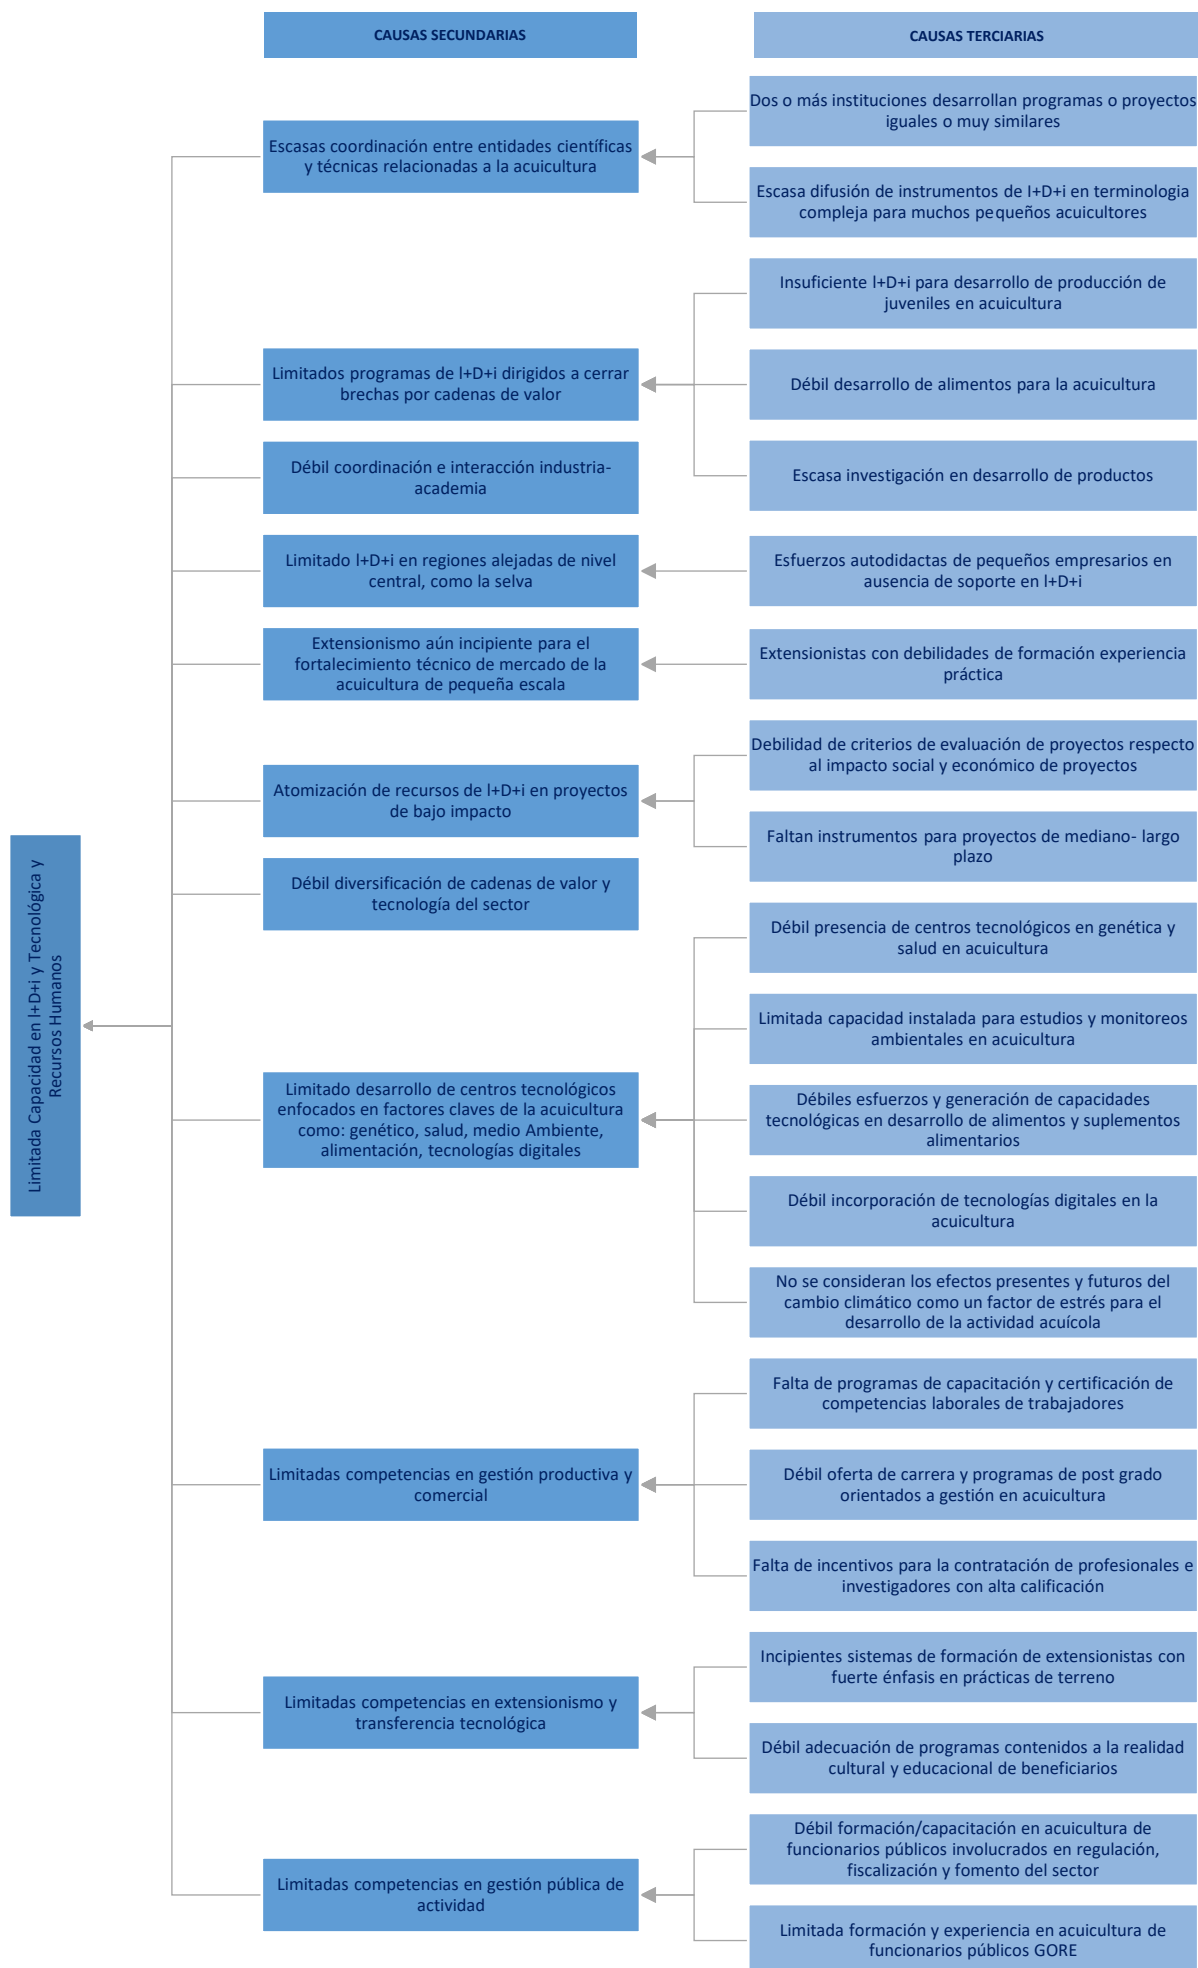 CAUSAS SECUNDARIAS
CAUSAS TERCIARIAS
Escasas coordinación entre entidades científicas
y técnicas relacionadas a la acuicultura
Dos o más instituciones desarrollan programas o proyectos
iguales o muy similares
Escasa difusión de instrumentos de I+D+i en terminologia
compleja para muchos pequeños acuicultores
Limitados programas de I+D+i dirigidos a cerrar
brechas por cadenas de valor
Insuficiente I+D+i para desarrollo de producción de
juveniles en acuicultura
Débil desarrollo de alimentos para la acuicultura
Escasa investigación en desarrollo de productos
Débil coordinación e interacción industria-
academia
Limitado I+D+i en regiones alejadas de nivel
central, como la selva
Esfuerzos autodidactas de pequeños empresarios en
ausencia de soporte en I+D+i
Extensionismo aún incipiente para el
fortalecimiento técnico de mercado de la
acuicultura de pequeña escala
Extensionistas con debilidades de formación experiencia
práctica
Atomización de recursos de I+D+i en proyectos
de bajo impacto
Debilidad de criterios de evaluación de proyectos respecto
al impacto social y económico de proyectos
Faltan instrumentos para proyectos de mediano- largo
plazo
Débil diversificación de cadenas de valor y
tecnología del sector
Limitada Capacidad en I+D+i y Tecnológica y
Recursos Humanos
Limitado desarrollo de centros tecnológicos
enfocados en factores claves de la acuicultura
como: genético, salud, medio Ambiente,
alimentación, tecnologías digitales
Débil presencia de centros tecnológicos en genética y
salud en acuicultura
Limitada capacidad instalada para estudios y monitoreos
ambientales en acuicultura
Débiles esfuerzos y generación de capacidades
tecnológicas en desarrollo de alimentos y suplementos
alimentarios
Débil incorporación de tecnologías digitales en la
acuicultura
No se consideran los efectos presentes y futuros del
cambio climático como un factor de estrés para el
desarrollo de la actividad acuícola
Limitadas competencias en gestión productiva y
comercial
Falta de programas de capacitación y certificación de
competencias laborales de trabajadores
Débil oferta de carrera y programas de post grado
orientados a gestión en acuicultura
Falta de incentivos para la contratación de profesionales e
investigadores con alta calificación
Limitadas competencias en extensionismo y
transferencia tecnológica
Incipientes sistemas de formación de extensionistas con
fuerte énfasis en prácticas de terreno
Débil adecuación de programas contenidos a la realidad
cultural y educacional de beneficiarios
Limitadas competencias en gestión pública de
actividad
Débil formación/capacitación en acuicultura de
funcionarios públicos involucrados en regulación,
fiscalización y fomento del sector
Limitada formación y experiencia en acuicultura de
funcionarios públicos GORE